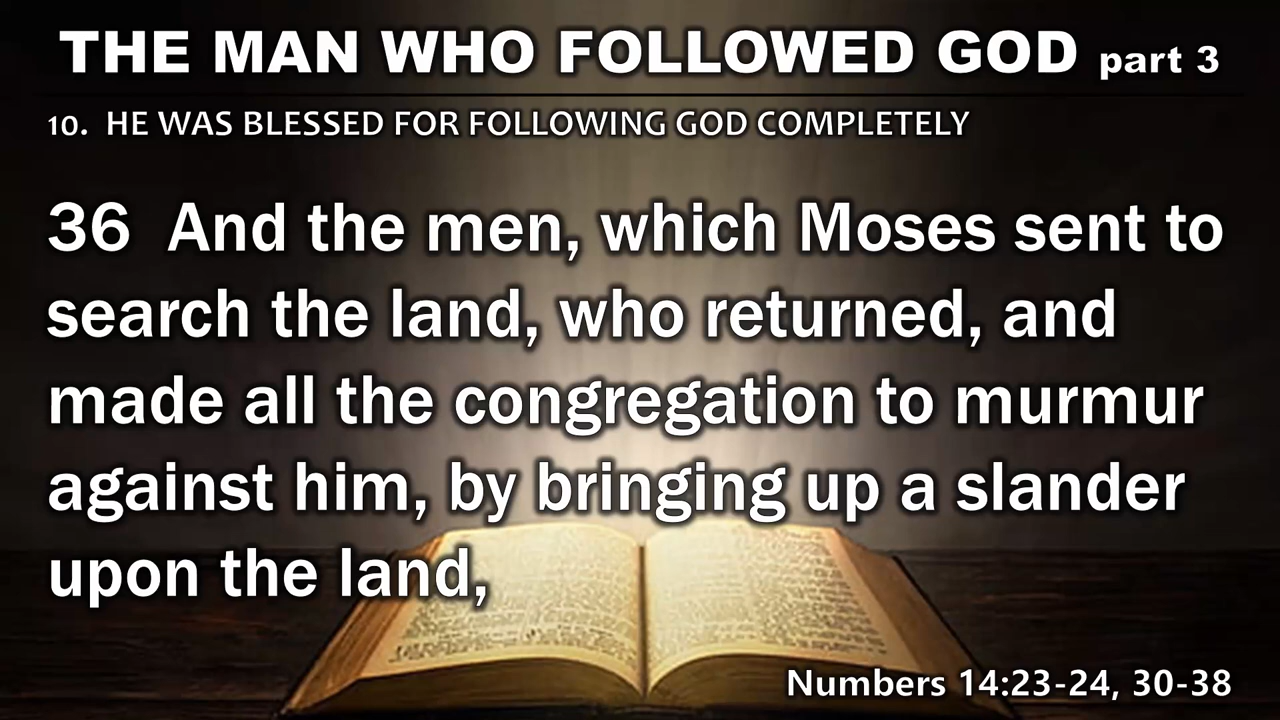 THE MAN WHO FOLLOWED GOD part 3
10. HE WAS BLESSED FOR FOLLOWING GOD COMPLETELY
36 And the men, which Moses sent to
search the land, who returned, and
made all the congregation to murmur
against him, by bringing up a slander
upon the land,
Numbers 14:23-24, 30-38